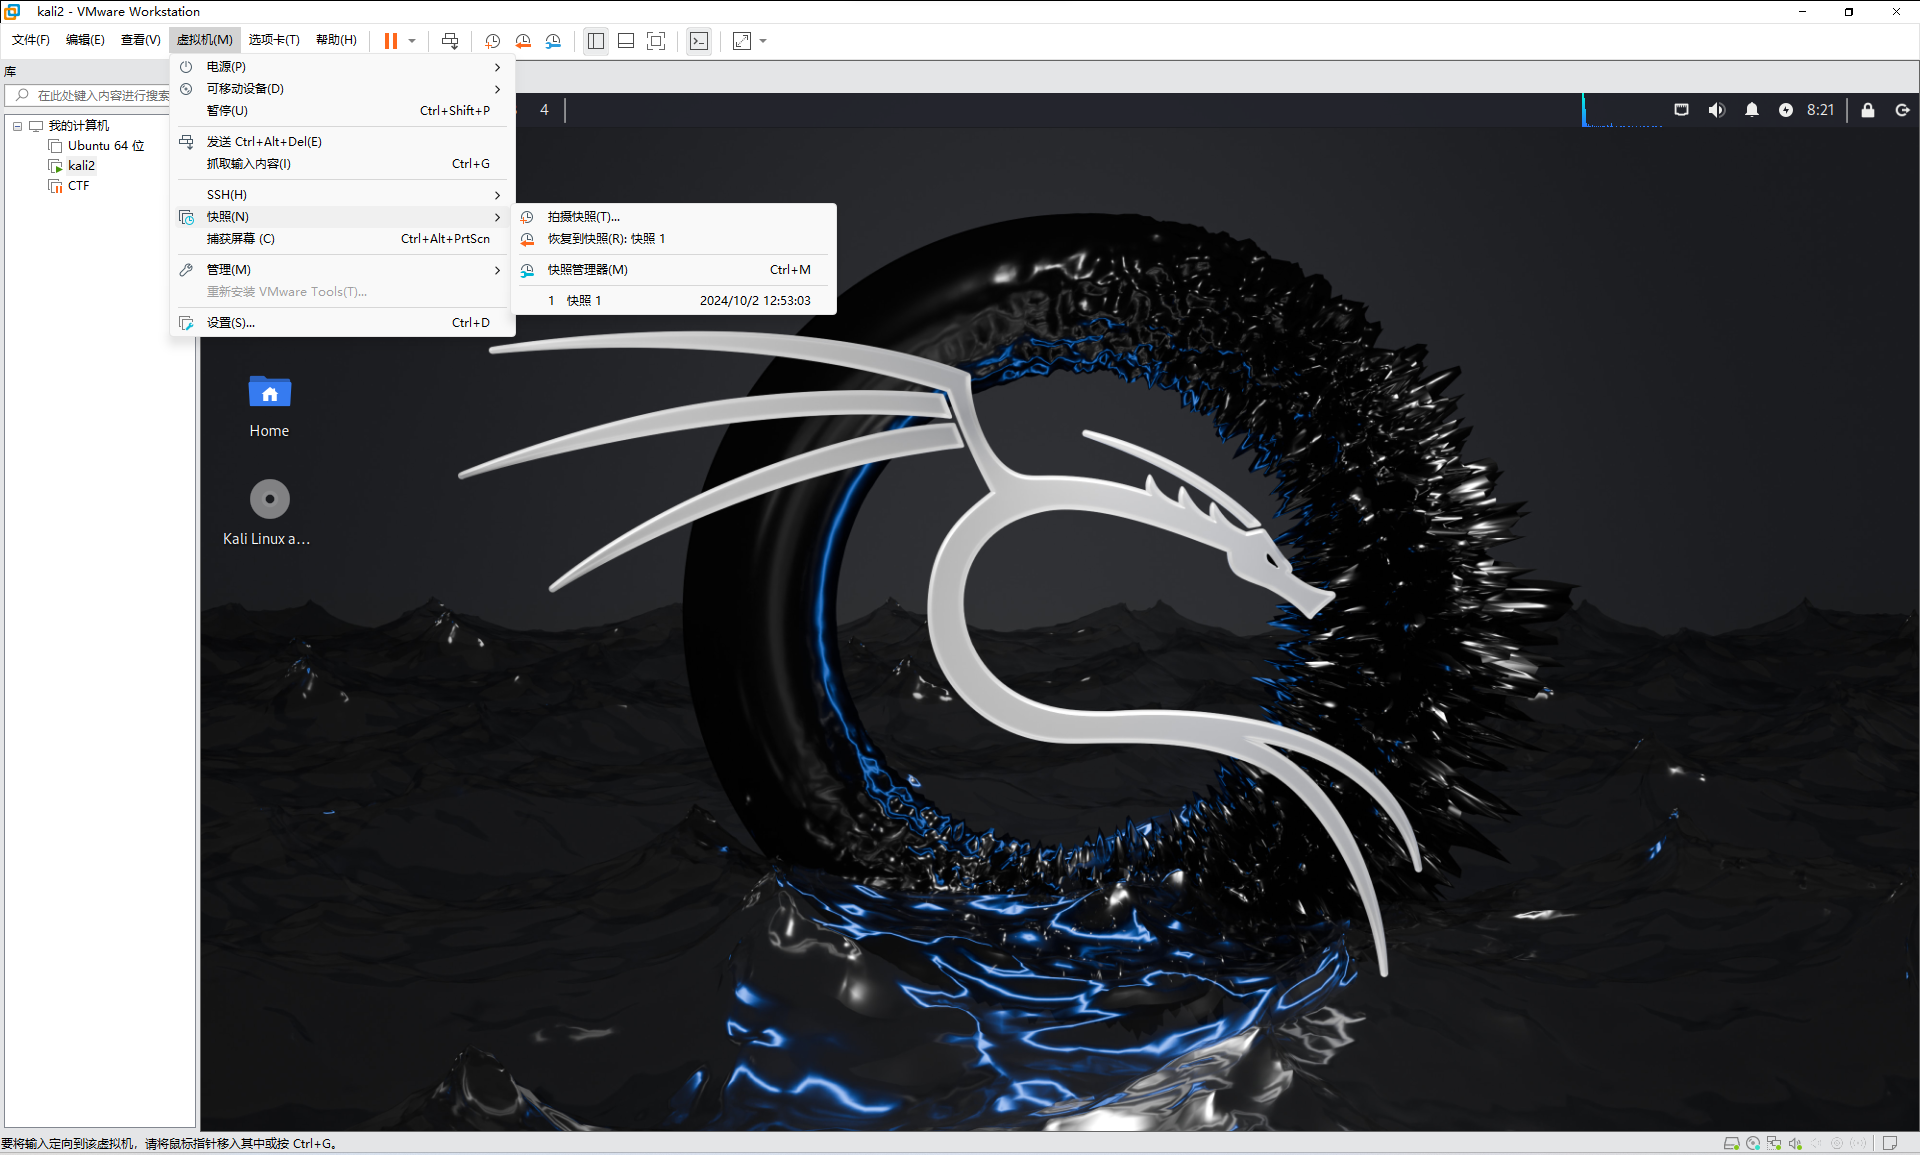 kali2 - VMware Workstation
文件(F) 编辑(E) 查看(V) 虚拟机(M) 选项卡(T) 帮助(H)
库
在此处键入内容进行搜索
我的计算机
Ubuntu 64 位
kali2
CTF
电源(P)
可移动设备(D)
暂停(U) Ctrl+Shift+P
发送 Ctrl+Alt+Del(E)
抓取输入内容(I) Ctrl+G
SSH(H)
快照(N)
捕获屏幕 (C) Ctrl+Alt+PrtScn
管理(M)
重新安装 VMware Tools(T)...
设置(S)... Ctrl+D
拍摄快照(T)...
恢复到快照(R): 快照 1
快照管理器(M) Ctrl+M
1 快照 1 2024/10/2 12:53:03
4
8:21
Home
Kali Linux a...
要将输入定向到该虚拟机，请将鼠标指针移入其中或按 Ctrl+G。